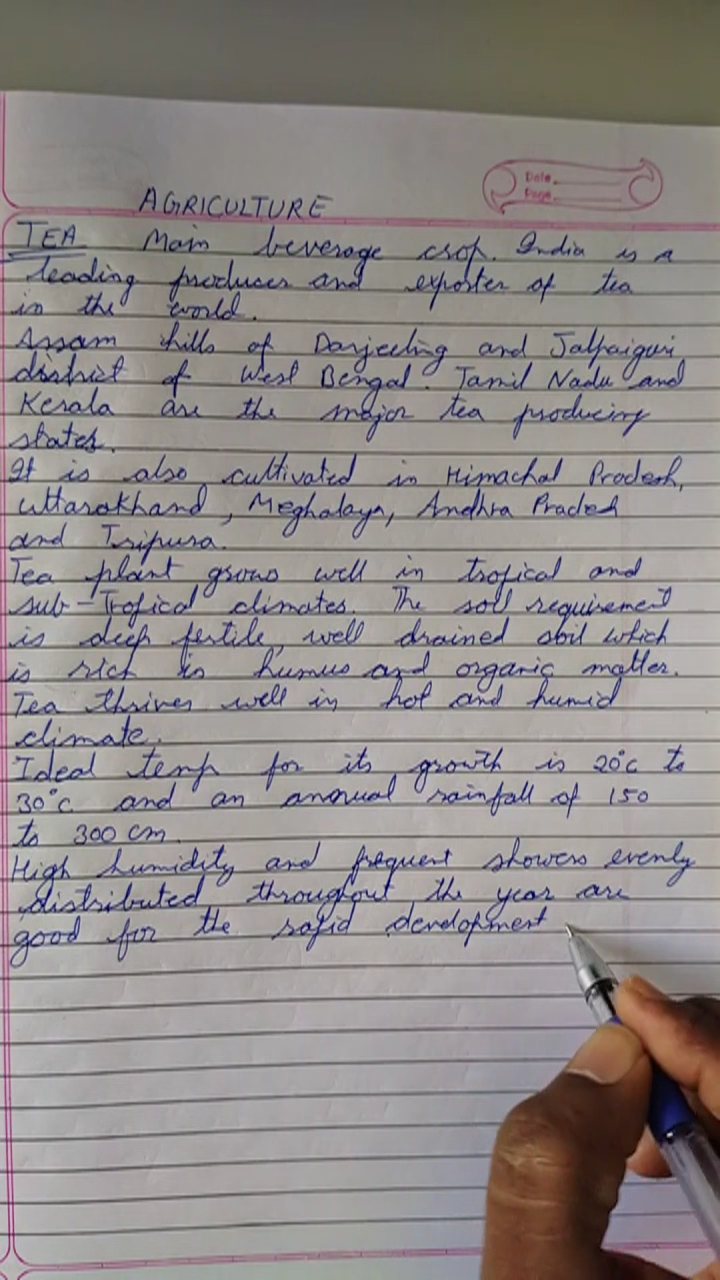 Date
Page
AGRICULTURE
TEA Main beverage crop. India is a
leading producer and exporter of tea
in the world.
Assam hills of Darjeeling and Jalpaiguri
district of West Bengal. Tamil Nadu and
Kerala are the major tea producing
states.
It is also cultivated in Himachal Pradesh,
Uttarakhand, Meghalaya, Andhra Pradesh
and Tripura.
Tea plant grows well in tropical and
sub-Tropical climates. The soil requirement
is deep fertile, well drained soil which
is rich in humus and organic matter.
Tea thrives well in hot and humid
climate.
Ideal temp for its growth is 20°c to
30°c and an annual rainfall of 150
to 300 cm.
High humidity and frequent showers evenly
distributed throughout the year are
good for the rapid development